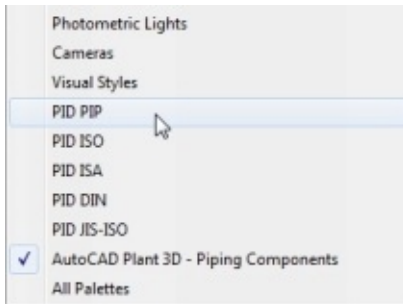 Photometric Lights
Cameras
Visual Styles
PID PIP
PID ISO
PID ISA
PID DIN
PID JIS-ISO
AutoCAD Plant 3D - Piping Components
All Palettes